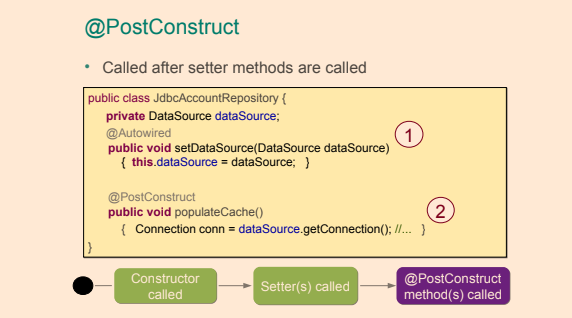 @PostConstruct
• Called after setter methods are called
public class JdbcAccountRepository {
private DataSource dataSource;
@Autowired
public void setDataSource(DataSource dataSource)
{ this.dataSource = dataSource; }
1
@PostConstruct
public void populateCache()
{ Connection conn = dataSource.getConnection(); //... }
2
}
Constructor
called
Setter(s) called
@PostConstruct
method(s) called